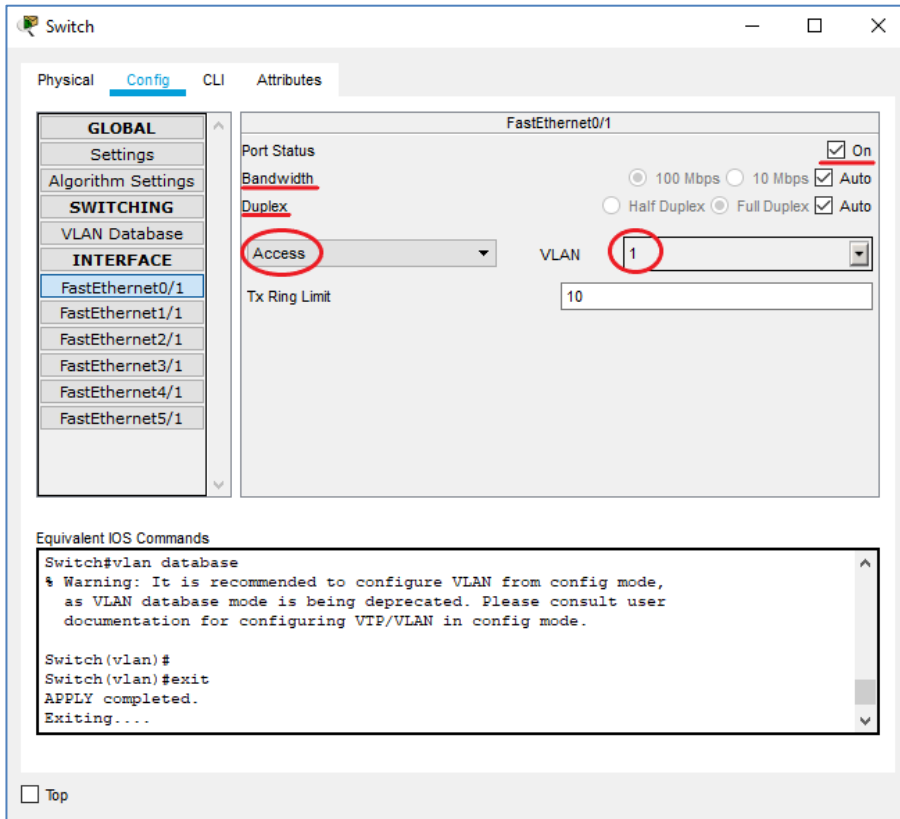 Switch
Physical Config CLI Attributes
GLOBAL
Settings
Algorithm Settings
SWITCHING
VLAN Database
INTERFACE
FastEthernet0/1
FastEthernet1/1
FastEthernet2/1
FastEthernet3/1
FastEthernet4/1
FastEthernet5/1
FastEthernet0/1
Port Status On
Bandwidth 100 Mbps 10 Mbps Auto
Duplex Half Duplex Full Duplex Auto
Access VLAN 1
Tx Ring Limit 10
Equivalent IOS Commands
Switch#vlan database
% Warning: It is recommended to configure VLAN from config mode,
as VLAN database mode is being deprecated. Please consult user
documentation for configuring VTP/VLAN in config mode.
Switch(vlan)#
Switch(vlan)#exit
APPLY completed.
Exiting....
Top